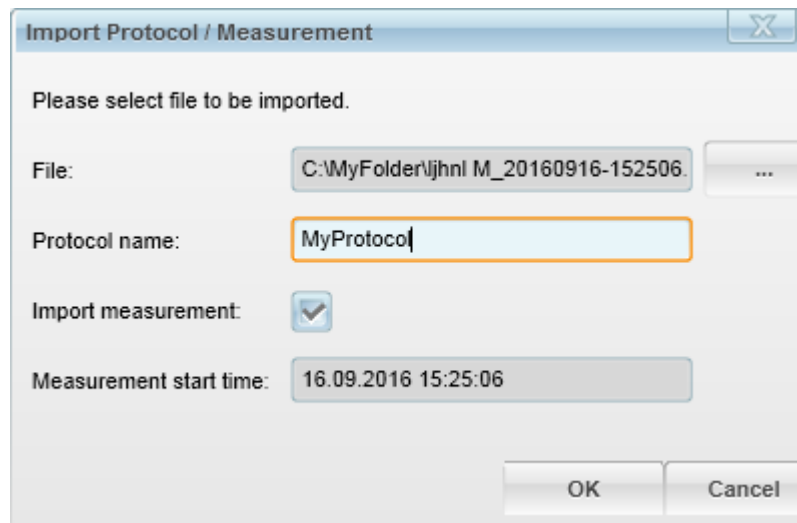 Import Protocol / Measurement
Please select file to be imported.
File: C:\MyFolder\ljhnl M_20160916-152506. ...
Protocol name: MyProtocol
Import measurement:
Measurement start time: 16.09.2016 15:25:06
OK Cancel